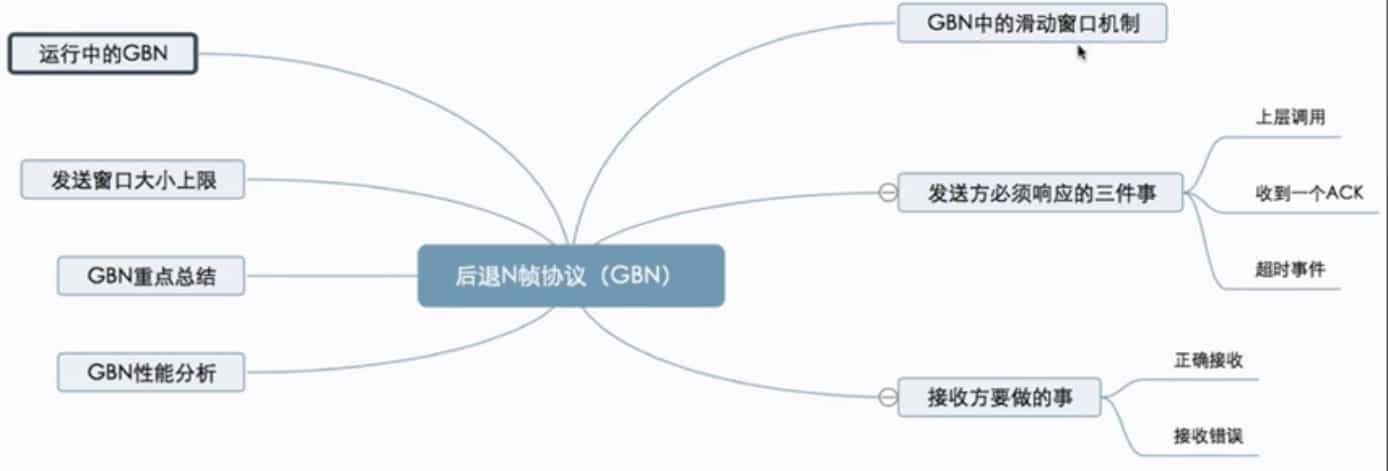 后退N帧协议（GBN）
GBN中的滑动窗口机制
发送方必须响应的三件事
上层调用
收到一个ACK
超时事件
接收方要做的事
正确接收
接收错误
运行中的GBN
发送窗口大小上限
GBN重点总结
GBN性能分析